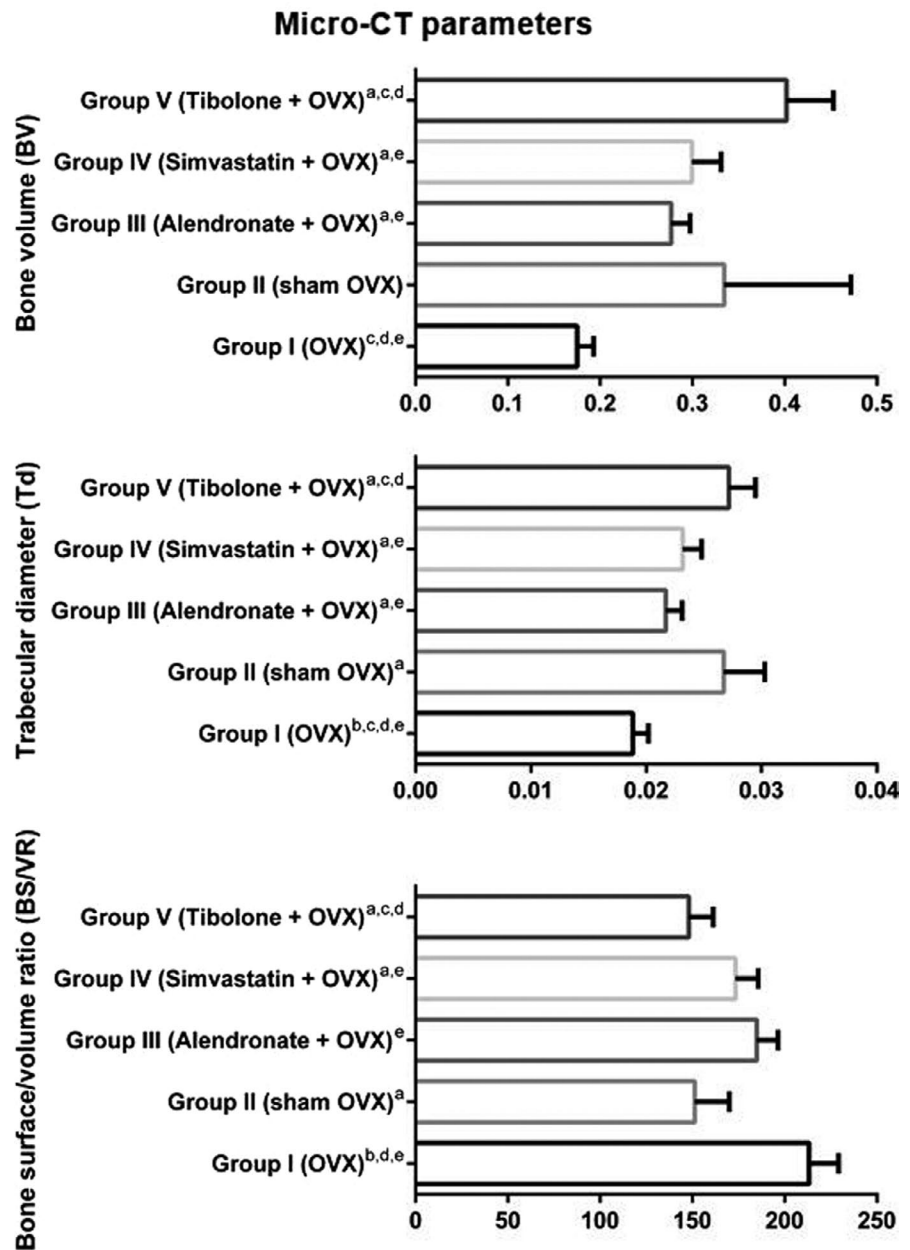 Micro-CT parameters
Bone volume (BV)
Group V (Tibolone + OVX)a,c,d
Group IV (Simvastatin + OVX)a,e
Group III (Alendronate + OVX)a,e
Group II (sham OVX)
Group I (OVX)c,d,e
0.0 0.1 0.2 0.3 0.4 0.5
Trabecular diameter (Td)
Group V (Tibolone + OVX)a,c,d
Group IV (Simvastatin + OVX)a,e
Group III (Alendronate + OVX)a,e
Group II (sham OVX)a
Group I (OVX)b,c,d,e
0.00 0.01 0.02 0.03 0.04
Bone surface/volume ratio (BS/VR)
Group V (Tibolone + OVX)a,c,d
Group IV (Simvastatin + OVX)a,e
Group III (Alendronate + OVX)e
Group II (sham OVX)a
Group I (OVX)b,d,e
0 50 100 150 200 250